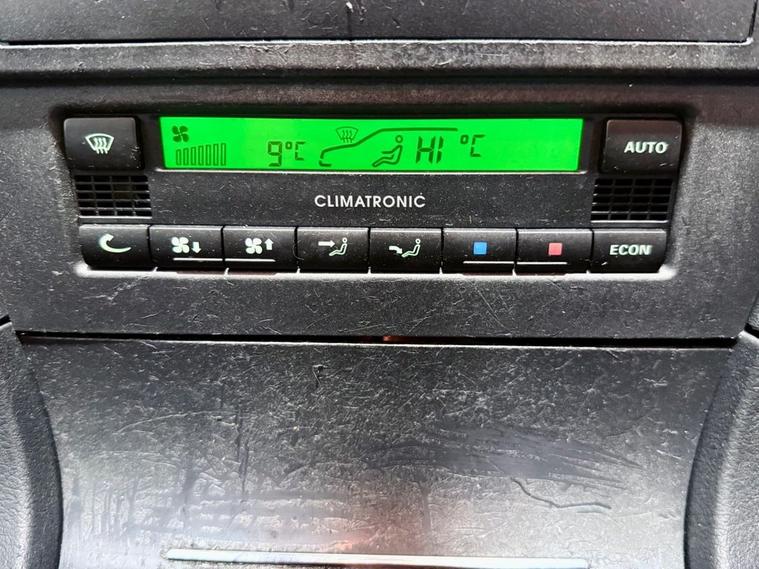 9°C HI °C
AUTO
CLIMATRONIC
ECON